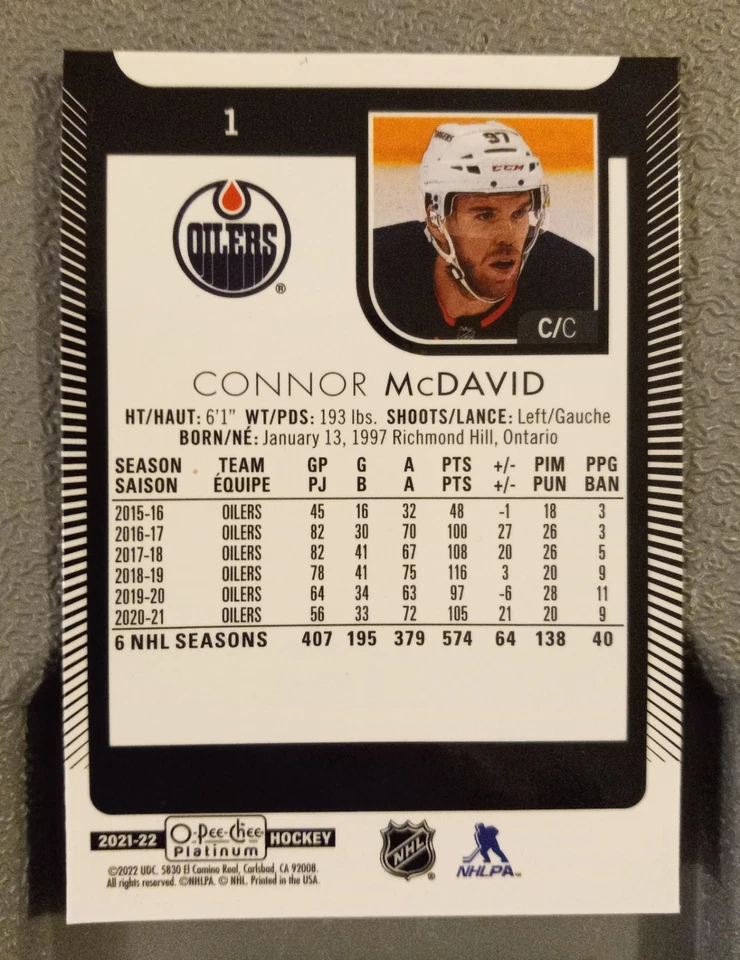 1
97
CCM
OILERS
®
C/C
CONNOR McDAVID
HT/HAUT: 6'1" WT/PDS: 193 lbs. SHOOTS/LANCE: Left/Gauche
BORN/NÉ: January 13, 1997 Richmond Hill, Ontario
SEASON TEAM GP G A PTS +/- PIM PPG
SAISON ÉQUIPE PJ B A PTS +/- PUN BAN
2015-16 OILERS 45 16 32 48 -1 18 3
2016-17 OILERS 82 30 70 100 27 26 3
2017-18 OILERS 82 41 67 108 20 26 5
2018-19 OILERS 78 41 75 116 3 20 9
2019-20 OILERS 64 34 63 97 -6 28 11
2020-21 OILERS 56 33 72 105 21 20 9
6 NHL SEASONS 407 195 379 574 64 138 40
2021-22 O-Pee-Chee Platinum HOCKEY
NHL ®
NHLPA™
©2022 UDC. 5830 El Camino Real, Carlsbad, CA 92008.
All rights reserved. ©NHLPA. © NHL. Printed in the USA.